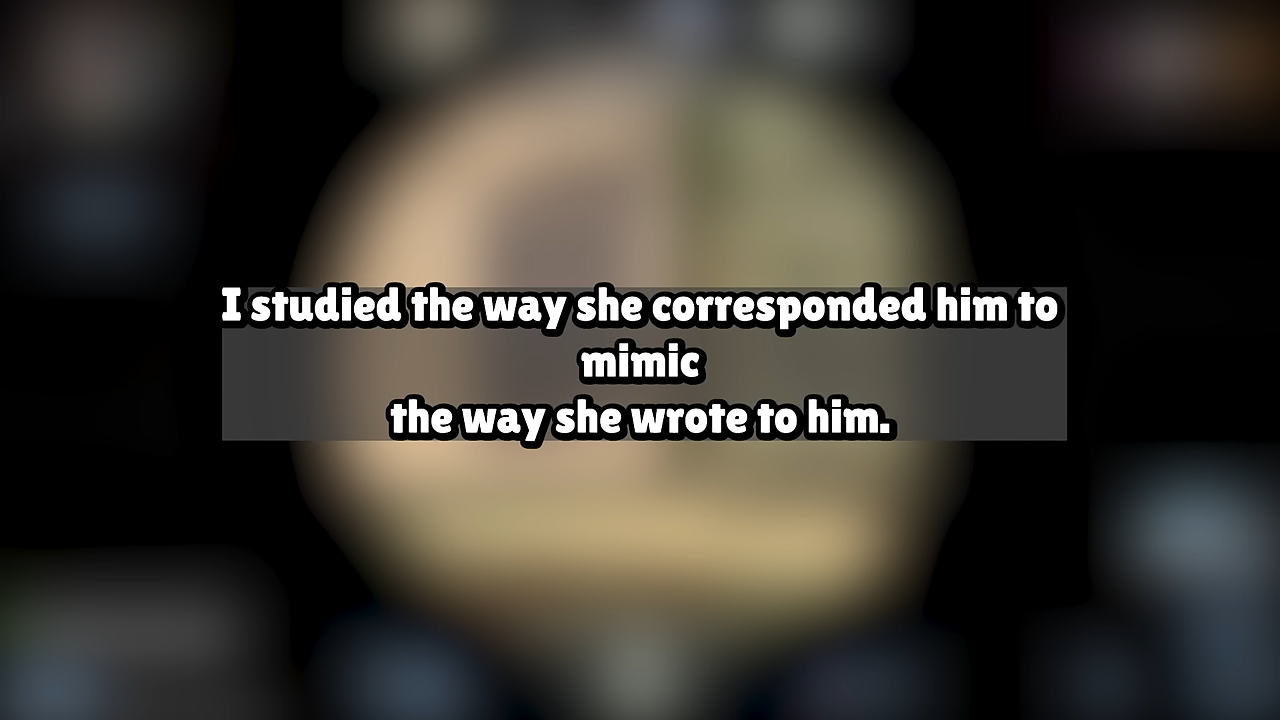 I studied the way she corresponded him to
mimic
the way she wrote to him.